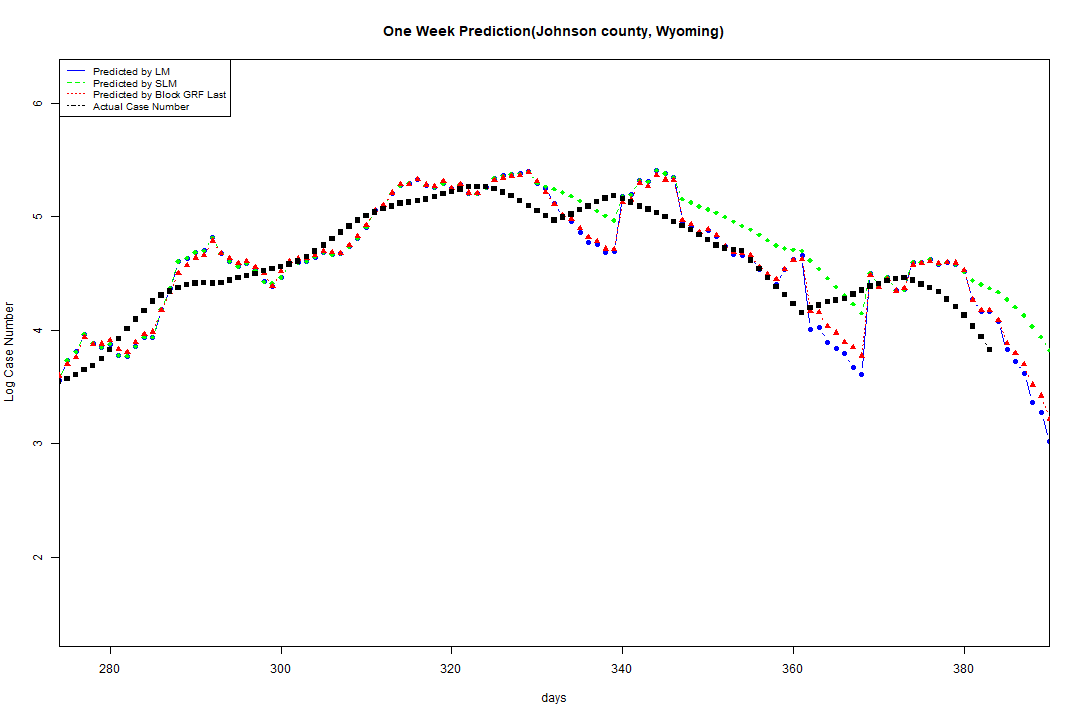 One Week Prediction(Johnson county, Wyoming)
Predicted by LM
Predicted by SLM
Predicted by Block GRF Last
Actual Case Number
6
5
4
3
2
Log Case Number
280 300 320 340 360 380
days